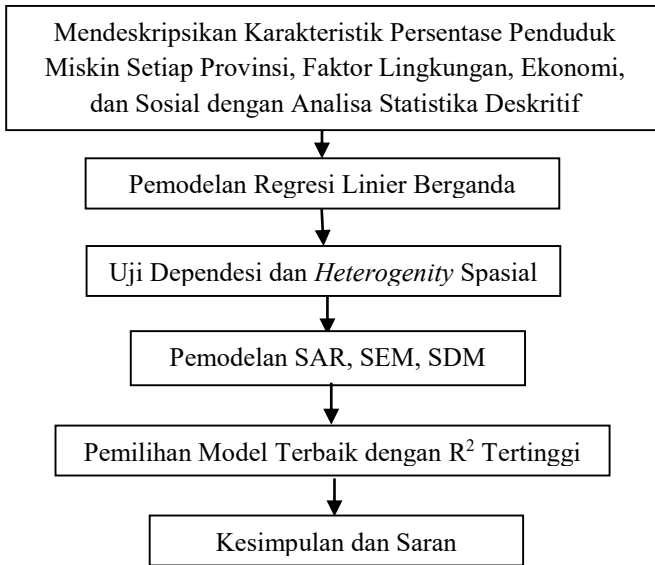 Mendeskripsikan Karakteristik Persentase Penduduk
Miskin Setiap Provinsi, Faktor Lingkungan, Ekonomi,
dan Sosial dengan Analisa Statistika Deskritif
Pemodelan Regresi Linier Berganda
Uji Dependesi dan Heterogenity Spasial
Pemodelan SAR, SEM, SDM
Pemilihan Model Terbaik dengan R² Tertinggi
Kesimpulan dan Saran